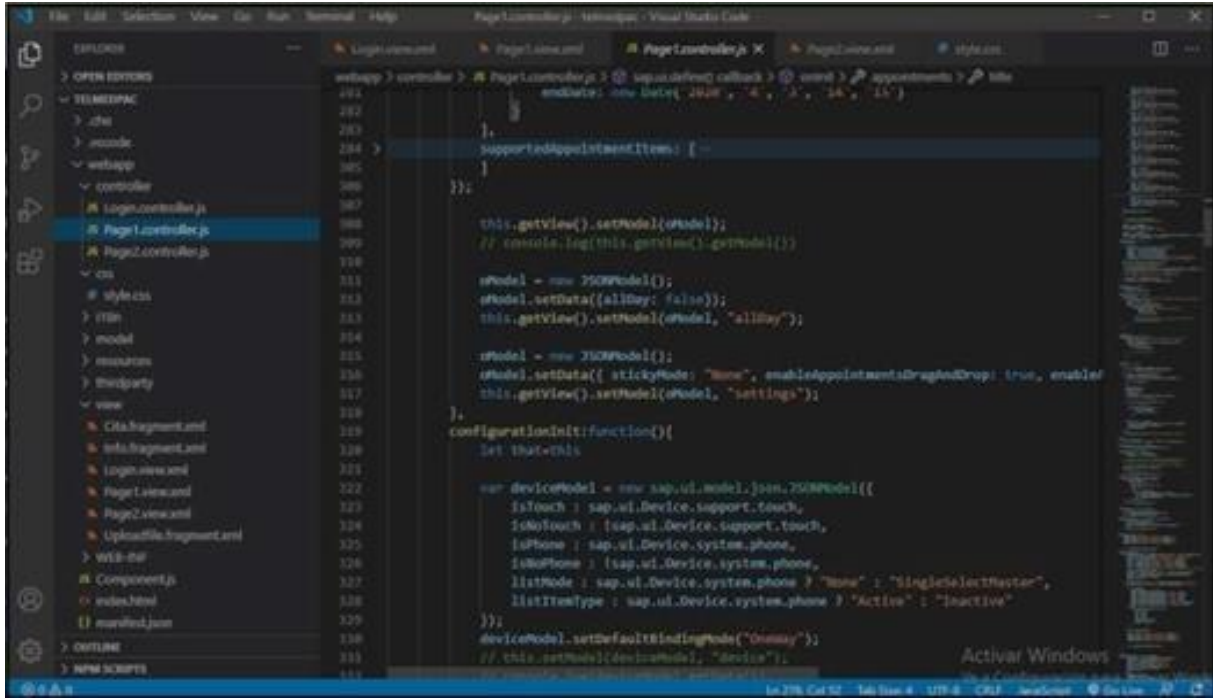 File Edit Selection View Go Run Terminal Help
Page1.controller.js - telmedpac - Visual Studio Code
EXPLORER
Login.view.xml Page1.view.xml Page1.controller.js Page2.view.xml style.css
OPEN EDITORS
webapp > controller > Page1.controller.js > sap.ui.define() callback > onInit > appointments > title
TELMEDPAC
.che
.vscode
webapp
controller
Login.controller.js
Page1.controller.js
Page2.controller.js
css
style.css
i18n
model
resources
thirdparty
view
Cita.fragment.xml
Info.fragment.xml
Login.view.xml
Page1.view.xml
Page2.view.xml
Uploadfile.fragment.xml
WEB-INF
Component.js
index.html
manifest.json
OUTLINE
NPM SCRIPTS
endDate: new Date(
}
],
supportedAppointmentItems: [
]
});
this.getView().setModel(oModel);
// console.log(this.getView().getModel())
oModel = new JSONModel();
oModel.setData({allDay: false});
this.getView().setModel(oModel, "allDay");
oModel = new JSONModel();
oModel.setData({ stickyMode: "None", enableAppointmentsDragAndDrop: true,
this.getView().setModel(oModel, "settings");
},
configurationInit:function(){
let that=this
var deviceModel = new sap.ui.model.json.JSONModel({
isTouch : sap.ui.Device.support.touch,
isNoTouch : !sap.ui.Device.support.touch,
isPhone : sap.ui.Device.system.phone,
isNoPhone : !sap.ui.Device.system.phone,
listMode : sap.ui.Device.system.phone ? "None" : "SingleSelectMaster",
listItemType : sap.ui.Device.system.phone ? "Active" : "Inactive"
});
deviceModel.setDefaultBindingMode("OneWay");
// this.setModel(deviceModel, "device");
Activar Windows
Tab Size: 4 UTF-8 CRLF JavaScript